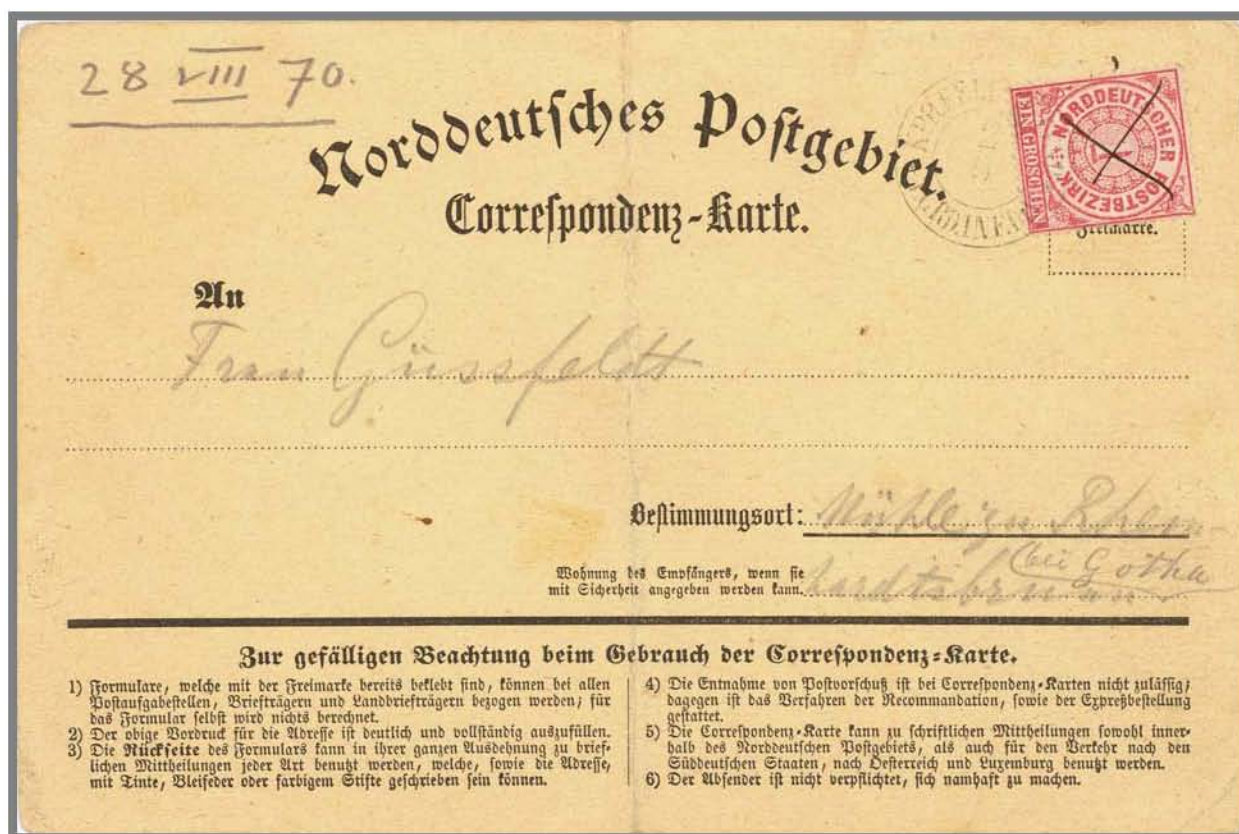 28 VIII 70.
Norddeutsches Postgebiet.
Correspondenz-Karte.
EIN GROSCHEN
NORDDEUTSCHER POSTBEZIRK
1
Freimarke.
An
Frau Güssfeldt
Bestimmungsort: Mühle zu Rhein-
(bei Gotha
Wohnung des Empfängers, wenn sie
mit Sicherheit angegeben werden kann. hardtsbrunn
Zur gefälligen Beachtung beim Gebrauch der Correspondenz-Karte.
1) Formulare, welche mit der Freimarke bereits beklebt sind, können bei allen
Postaufgabestellen, Briefträgern und Landbriefträgern bezogen werden; für
das Formular selbst wird nichts berechnet.
2) Der obige Vordruck für die Adresse ist deutlich und vollständig auszufüllen.
3) Die Rückseite des Formulars kann in ihrer ganzen Ausdehnung zu brief-
lichen Mittheilungen jeder Art benutzt werden, welche, sowie die Adresse,
mit Tinte, Bleifeder oder farbigem Stifte geschrieben sein können.
4) Die Entnahme von Postvorschuß ist bei Correspondenz-Karten nicht zulässig;
dagegen ist das Verfahren der Recommandation, sowie der Expreßbestellung
gestattet.
5) Die Correspondenz-Karte kann zu schriftlichen Mittheilungen sowohl inner-
halb des Norddeutschen Postgebiets, als auch für den Verkehr nach den
Süddeutschen Staaten, nach Oesterreich und Luxemburg benutzt werden.
6) Der Absender ist nicht verpflichtet, sich namhaft zu machen.